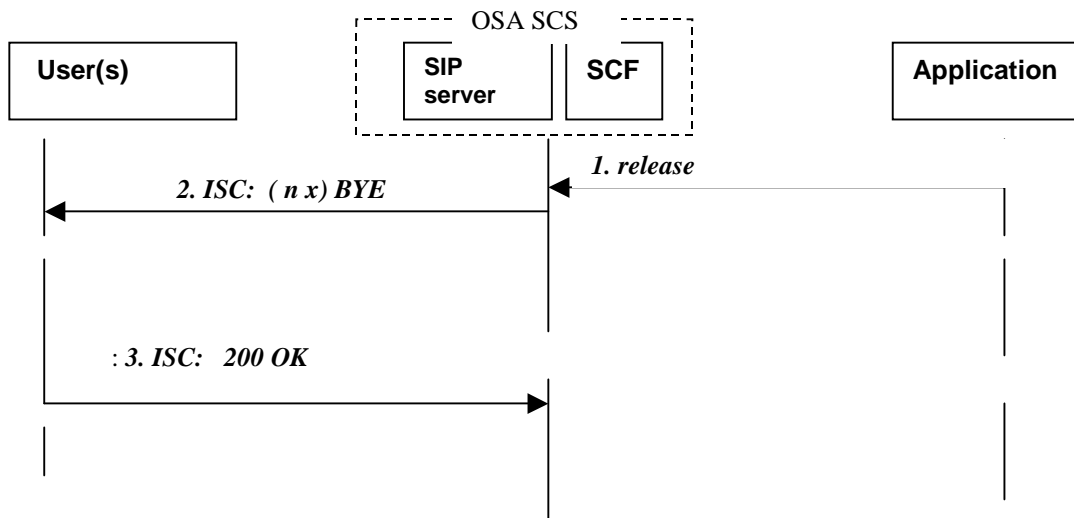 OSA SCS
User(s)
SIP
server
SCF
Application
1. release
2. ISC: ( n x) BYE
: 3. ISC: 200 OK